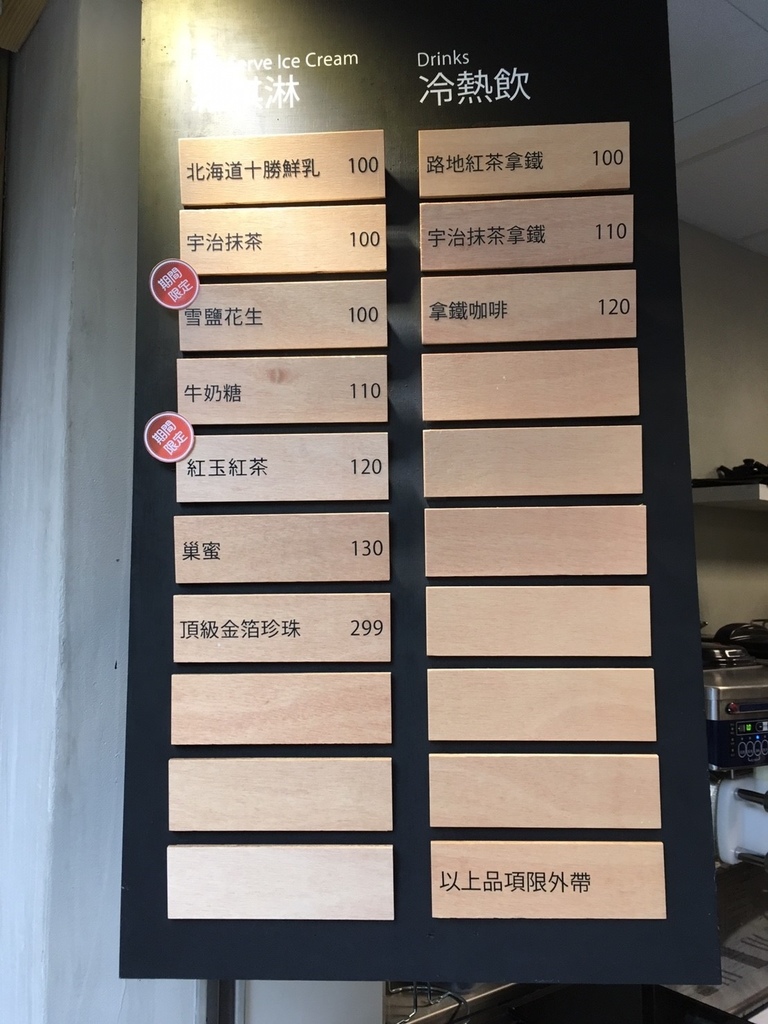 Serve Ice Cream
淇淋
北海道十勝鮮乳 100
宇治抹茶 100
期間
限定
雪鹽花生 100
牛奶糖 110
期間
限定
紅玉紅茶 120
巢蜜 130
頂級金箔珍珠 299
Drinks
冷熱飲
路地紅茶拿鐵 100
宇治抹茶拿鐵 110
拿鐵咖啡 120
以上品項限外帶